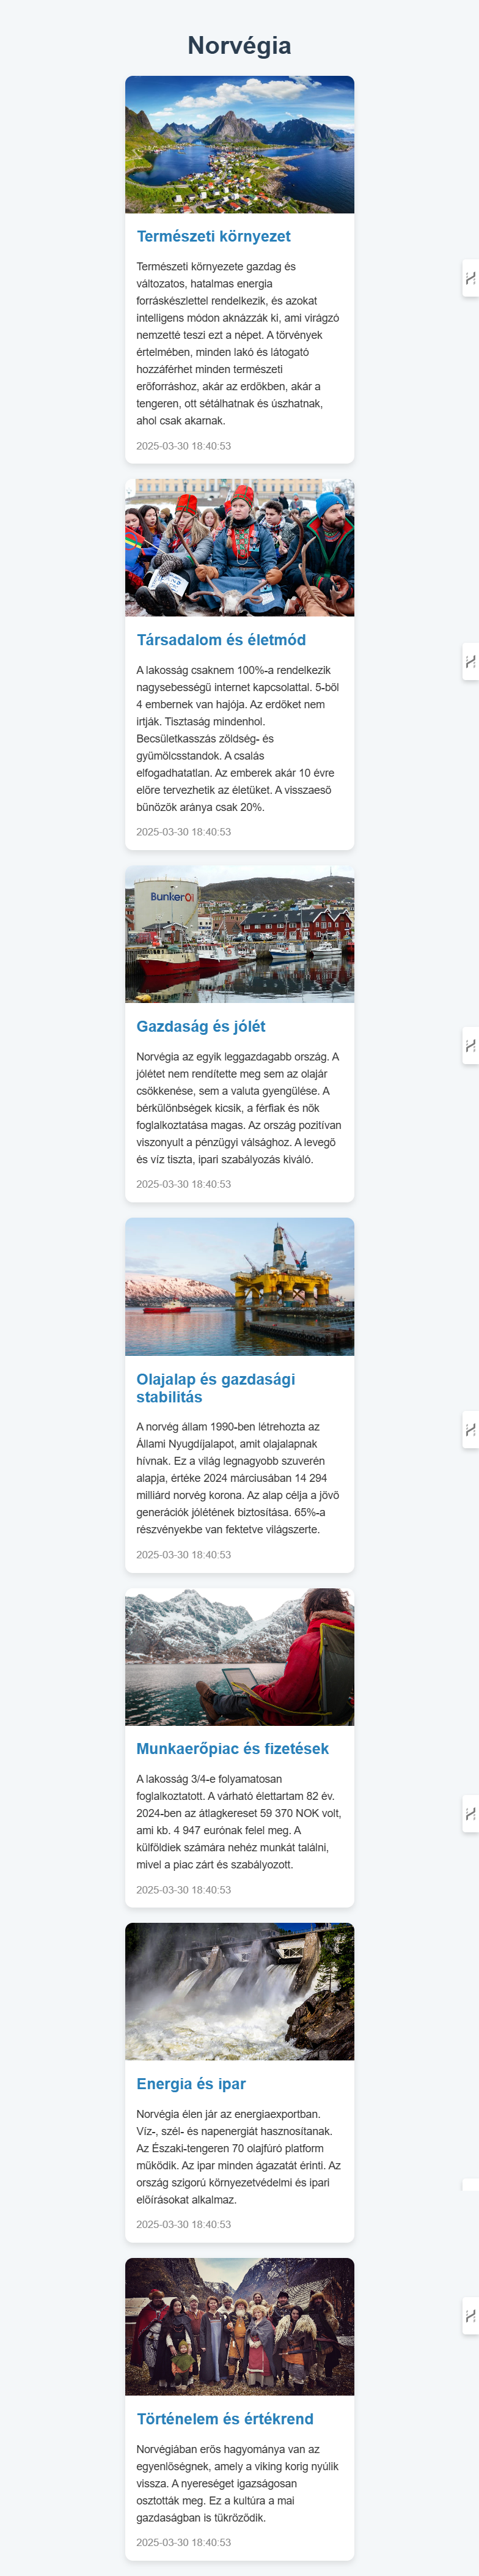 Norvégia
Természeti környezet
Természeti környezete gazdag és
változatos, hatalmas energia
forráskészlettel rendelkezik, és azokat
intelligens módon aknázzák ki, ami virágzó
nemzetté teszi ezt a népet. A törvények
értelmében, minden lakó és látogató
hozzáférhet minden természeti
erőforráshoz, akár az erdőkben, akár a
tengeren, ott sétálhatnak és úszhatnak,
ahol csak akarnak.
2025-03-30 18:40:53
Társadalom és életmód
A lakosság csaknem 100%-a rendelkezik
nagysebességű internet kapcsolattal. 5-ből
4 embernek van hajója. Az erdőket nem
irtják. Tisztaság mindenhol.
Becsületkasszás zöldség- és
gyümölcsstandok. A csalás
elfogadhatatlan. Az emberek akár 10 évre
előre tervezhetik az életüket. A visszaeső
bűnözők aránya csak 20%.
2025-03-30 18:40:53
Bunker Oil
Gazdaság és jólét
Norvégia az egyik leggazdagabb ország. A
jólétet nem rendítette meg sem az olajár
csökkenése, sem a valuta gyengülése. A
bérkülönbségek kicsik, a férfiak és nők
foglalkoztatása magas. Az ország pozitívan
viszonyult a pénzügyi válsághoz. A levegő
és víz tiszta, ipari szabályozás kiváló.
2025-03-30 18:40:53
Olajalap és gazdasági
stabilitás
A norvég állam 1990-ben létrehozta az
Állami Nyugdíjalapot, amit olajalapnak
hívnak. Ez a világ legnagyobb szuverén
alapja, értéke 2024 márciusában 14 294
milliárd norvég korona. Az alap célja a jövő
generációk jólétének biztosítása. 65%-a
részvényekbe van fektetve világszerte.
2025-03-30 18:40:53
Munkaerőpiac és fizetések
A lakosság 3/4-e folyamatosan
foglalkoztatott. A várható élettartam 82 év.
2024-ben az átlagkereset 59 370 NOK volt,
ami kb. 4 947 eurónak felel meg. A
külföldiek számára nehéz munkát találni,
mivel a piac zárt és szabályozott.
2025-03-30 18:40:53
Energia és ipar
Norvégia élen jár az energiaexportban.
Víz-, szél- és napenergiát hasznosítanak.
Az Északi-tengeren 70 olajfúró platform
működik. Az ipar minden ágazatát érinti. Az
ország szigorú környezetvédelmi és ipari
előírásokat alkalmaz.
2025-03-30 18:40:53
Történelem és értékrend
Norvégiában erős hagyománya van az
egyenlőségnek, amely a viking korig nyúlik
vissza. A nyereséget igazságosan
osztották meg. Ez a kultúra a mai
gazdaságban is tükröződik.
2025-03-30 18:40:53